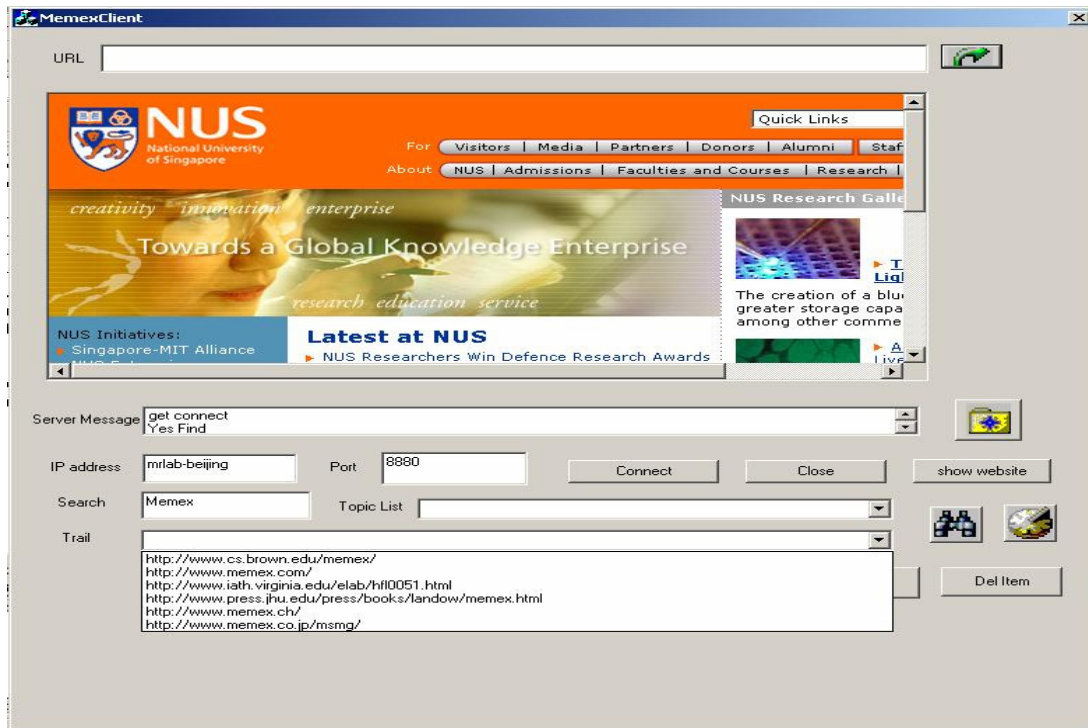 MemexClient
URL
NUS
National University
of Singapore
Quick Links
For Visitors | Media | Partners | Donors | Alumni Staf
About NUS | Admissions | Faculties and Courses | Research |
creativity innovation enterprise
Towards a Global Knowledge Enterprise
research education service
NUS Research Galle
T
Lig
The creation of a blu
greater storage capa
among other comme
A
Live
NUS Initiatives:
Singapore-MIT Alliance
Latest at NUS
NUS Researchers Win Defence Research Awards
Server Message
get connect
Yes Find
IP address mrlab-beijing Port 8880 Connect Close show website
Search Memex Topic List
Trail
http://www.cs.brown.edu/memex/
http://www.memex.com/
http://www.iath.virginia.edu/elab/hfl0051.html
http://www.press.jhu.edu/press/books/landow/memex.html
http://www.memex.ch/
http://www.memex.co.jp/msmg/
Del Item